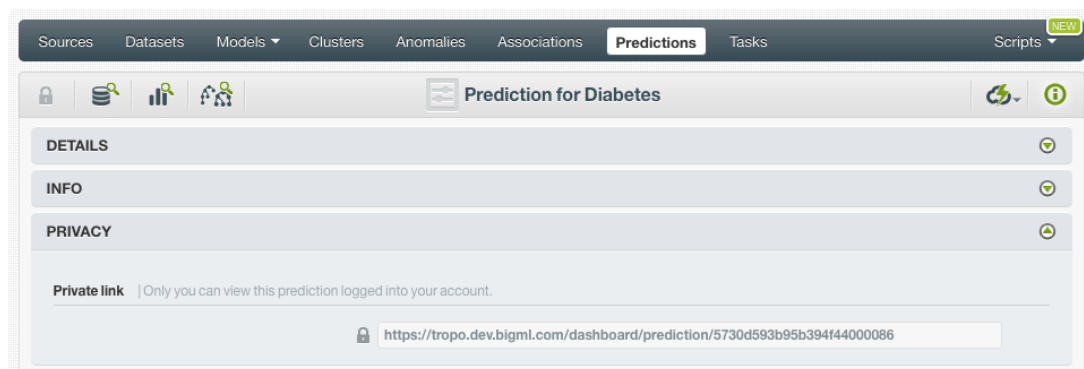 NEW
Sources Datasets Models Clusters Anomalies Associations Predictions Tasks Scripts
Prediction for Diabetes
DETAILS
INFO
PRIVACY
Private link | Only you can view this prediction logged into your account.
https://tropo.dev.bigml.com/dashboard/prediction/5730d593b95b394f44000086